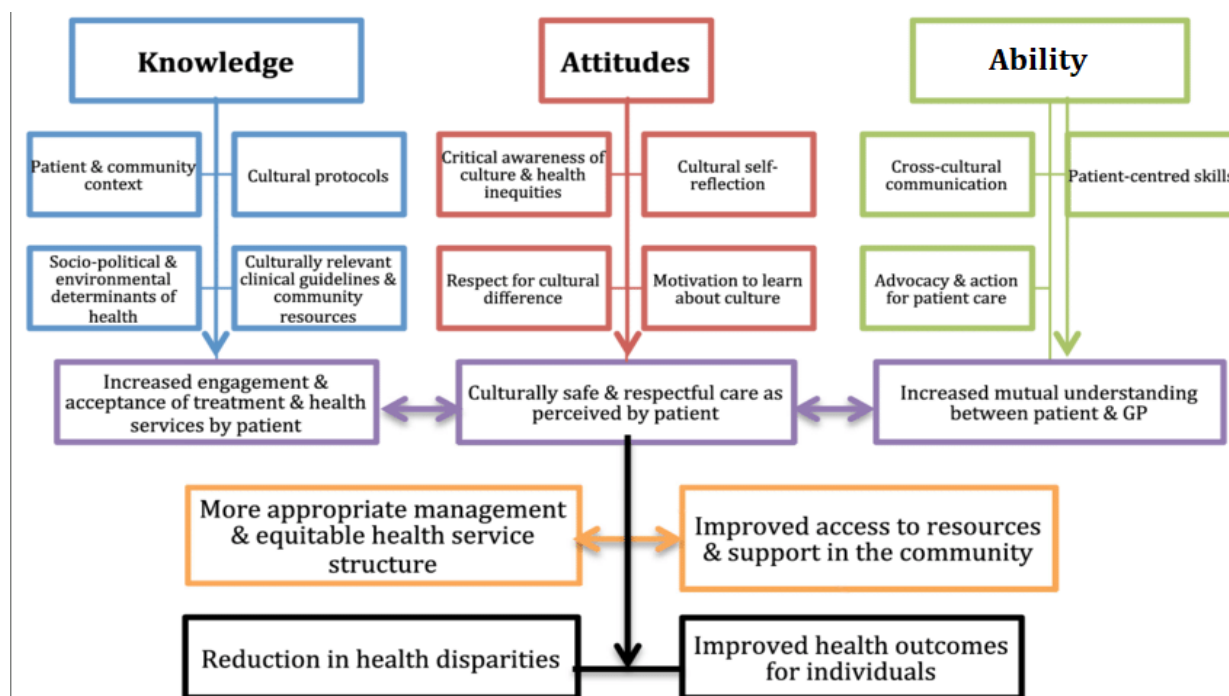 Knowledge
Attitudes
Ability
Patient & community
context
Cultural protocols
Critical awareness of
culture & health
inequities
Cultural self-
reflection
Cross-cultural
communication
Patient-centred skills
Socio-political &
environmental
determinants of
health
Culturally relevant
clinical guidelines &
community
resources
Respect for cultural
difference
Motivation to learn
about culture
Advocacy & action
for patient care
Increased engagement &
acceptance of treatment & health
services by patient
Culturally safe & respectful care as
perceived by patient
Increased mutual understanding
between patient & GP
More appropriate management
& equitable health service
structure
Improved access to resources
& support in the community
Reduction in health disparities
Improved health outcomes
for individuals